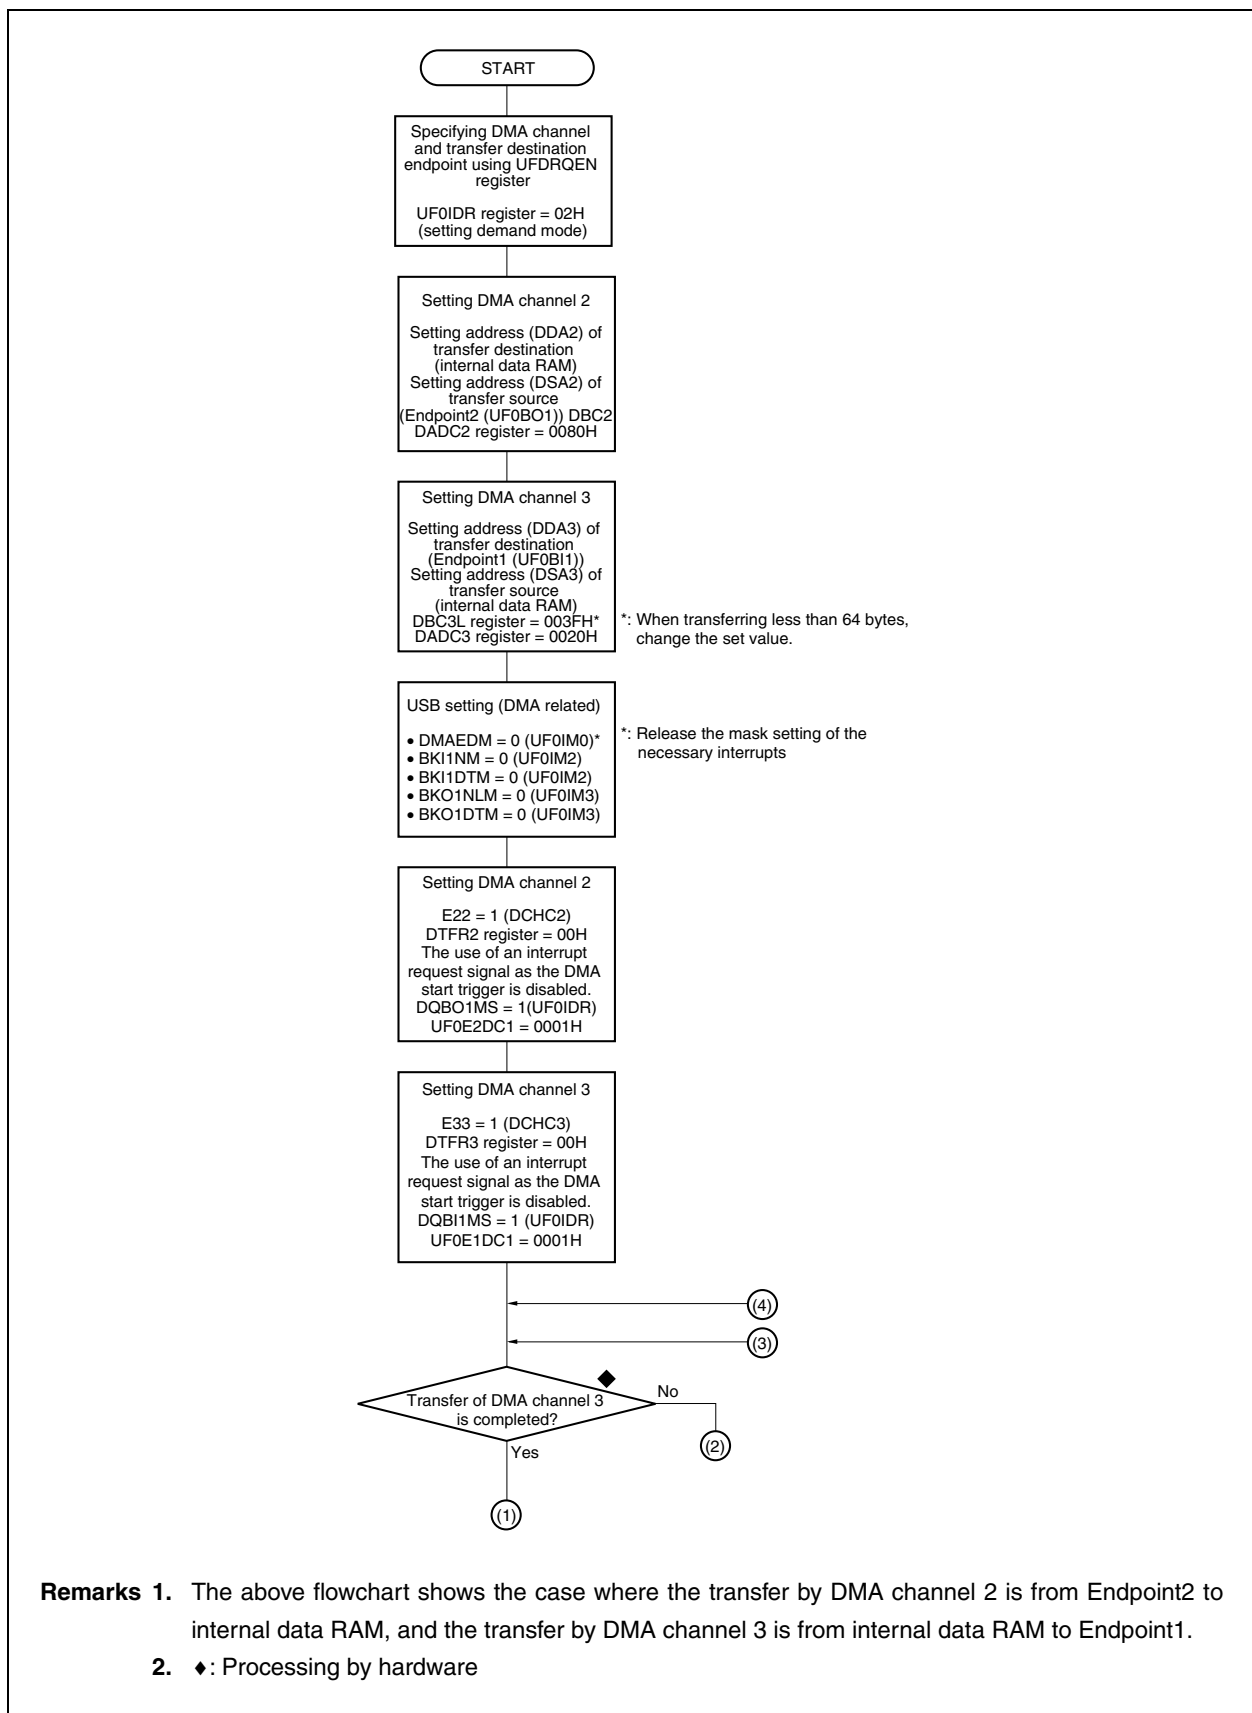 START
Specifying DMA channel
and transfer destination
endpoint using UFDRQEN
register
UF0IDR register = 02H
(setting demand mode)
Setting DMA channel 2
Setting address (DDA2) of
transfer destination
(internal data RAM)
Setting address (DSA2) of
transfer source
(Endpoint2 (UF0BO1)) DBC2
DADC2 register = 0080H
Setting DMA channel 3
Setting address (DDA3) of
transfer destination
(Endpoint1 (UF0BI1))
Setting address (DSA3) of
transfer source
(internal data RAM)
DBC3L register = 003FH*
DADC3 register = 0020H
*: When transferring less than 64 bytes,
change the set value.
USB setting (DMA related)
• DMAEDM = 0 (UF0IM0)*
• BKI1NM = 0 (UF0IM2)
• BKI1DTM = 0 (UF0IM2)
• BKO1NLM = 0 (UF0IM3)
• BKO1DTM = 0 (UF0IM3)
*: Release the mask setting of the
necessary interrupts
Setting DMA channel 2
E22 = 1 (DCHC2)
DTFR2 register = 00H
The use of an interrupt
request signal as the DMA
start trigger is disabled.
DQBO1MS = 1(UF0IDR)
UF0E2DC1 = 0001H
Setting DMA channel 3
E33 = 1 (DCHC3)
DTFR3 register = 00H
The use of an interrupt
request signal as the DMA
start trigger is disabled.
DQBI1MS = 1 (UF0IDR)
UF0E1DC1 = 0001H
(4)
(3)
Transfer of DMA channel 3
is completed?
No
(2)
Yes
(1)
Remarks 1. The above flowchart shows the case where the transfer by DMA channel 2 is from Endpoint2 to
internal data RAM, and the transfer by DMA channel 3 is from internal data RAM to Endpoint1.
2. ♦: Processing by hardware